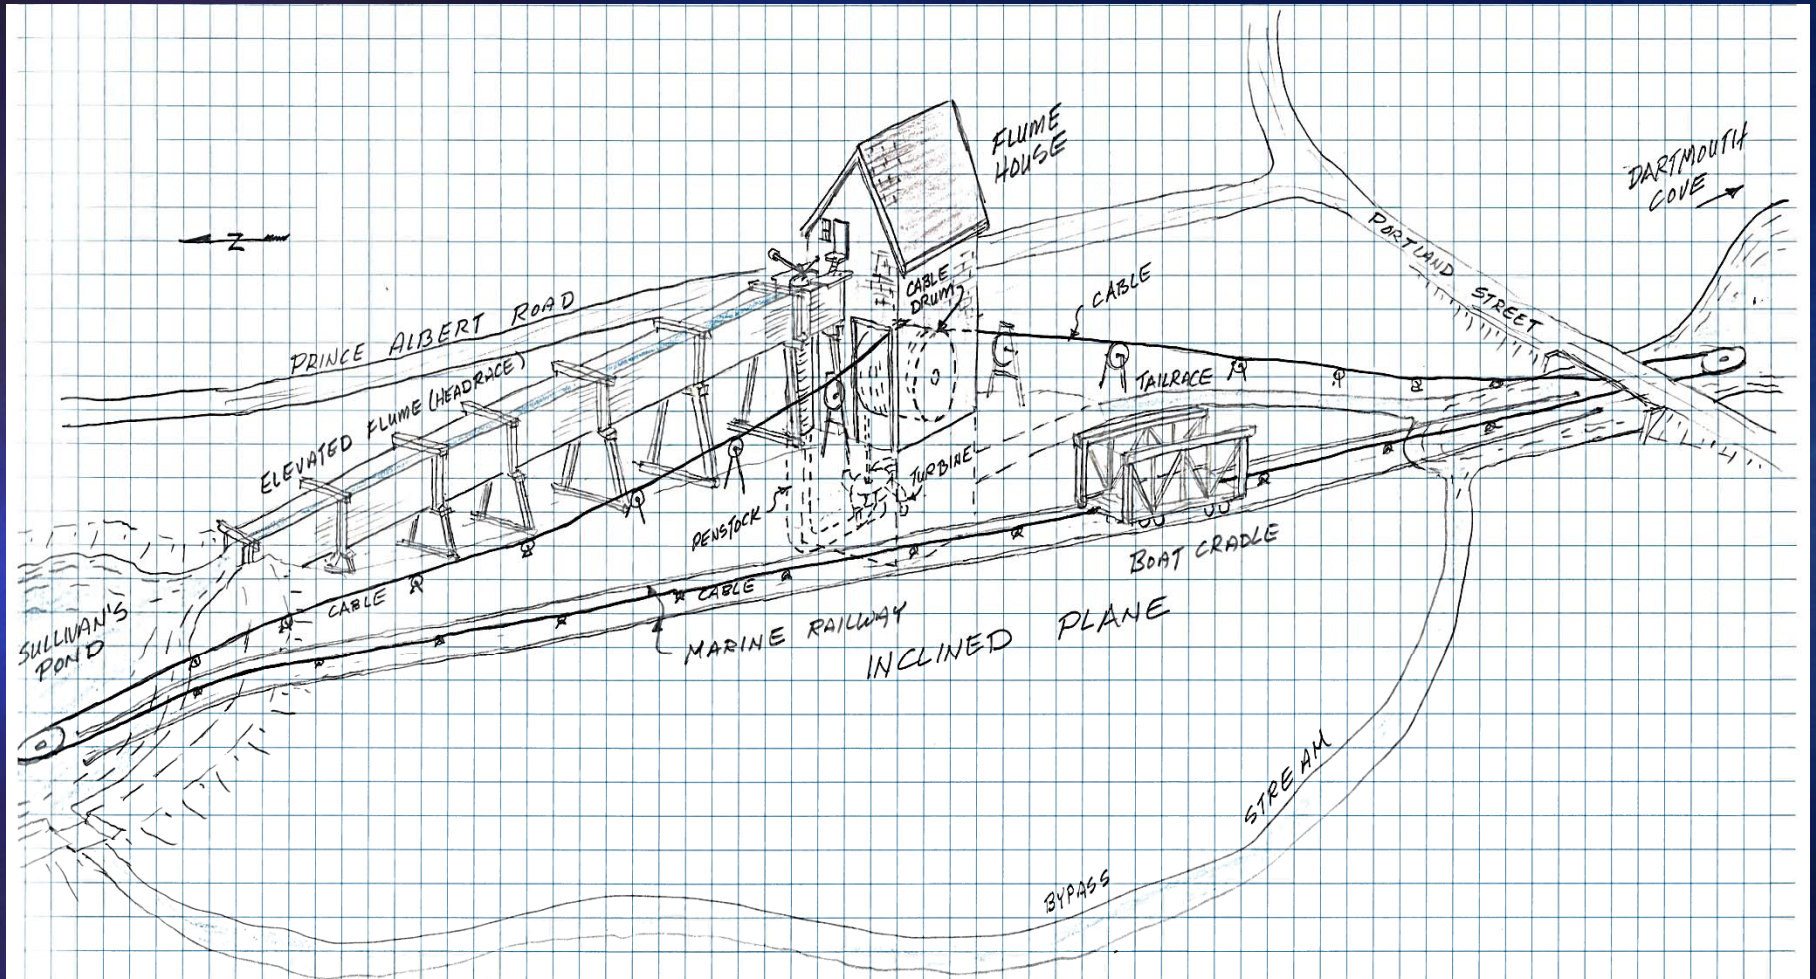 FLUME
HOUSE
DARTMOUTH
COVE
PORTLAND
STREET
N
CABLE
DRUM
CABLE
PRINCE ALBERT ROAD
ELEVATED FLUME (HEADRACE)
TAILRACE
TURBINE
PENSTOCK
BOAT CRADLE
CABLE
CABLE
SULLIVAN'S
POND
MARINE RAILWAY
INCLINED PLANE
STREAM
BYPASS